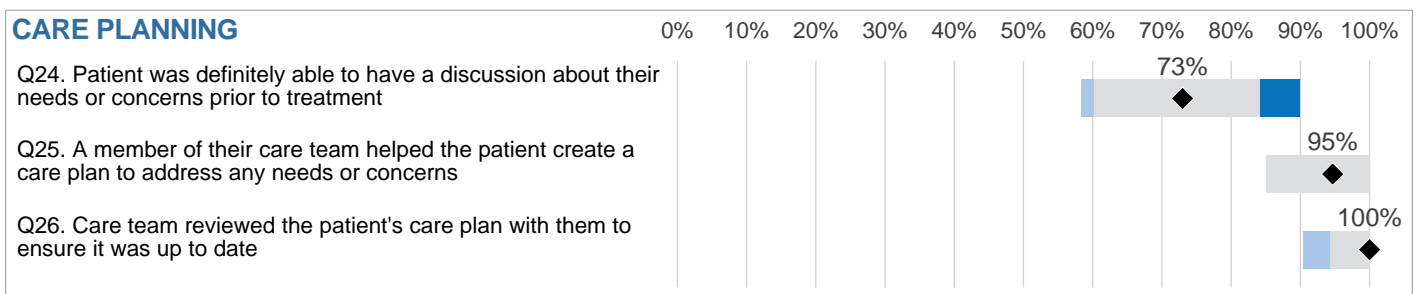 CARE PLANNING
0% 10% 20% 30% 40% 50% 60% 70% 80% 90% 100%
Q24. Patient was definitely able to have a discussion about their
needs or concerns prior to treatment
73%
Q25. A member of their care team helped the patient create a
care plan to address any needs or concerns
95%
Q26. Care team reviewed the patient's care plan with them to
ensure it was up to date
100%